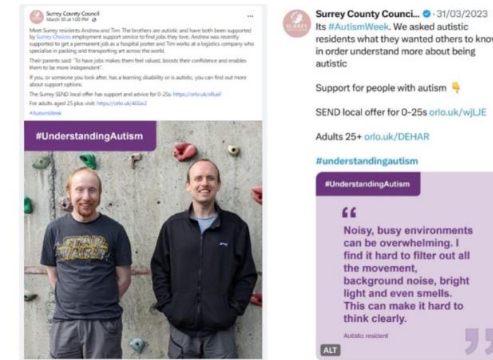 Surrey County Council
March 30 at 1:00 PM
Meet Surrey residents Andrew and Tim. The brothers are autistic and have both been supported
by Surrey Choices employment support service to find jobs they love. Andrew was recently
supported to get a permanent job as a hospital porter and Tim works at a logistics company who
specialise in packing and transporting art across the world.
Their parents said: "To have jobs makes them feel valued, boosts their confidence and enables
them to be more independent".
If you, or someone you look after, has a learning disability or is autistic, you can find out more
about support options.
The Surrey SEND local offer has support and advice for 0-25s:
For adults aged 25 plus visit:
#AutismWeek
#UnderstandingAutism
Surrey County Counci... · 31/03/2023
Its #AutismWeek. We asked autistic
residents what they wanted others to know
in order understand more about being
autistic
Support for people with autism
SEND local offer for 0-25s orlo.uk/wjLJE
Adults 25+ orlo.uk/DEHAR
#understandingautism
#UnderstandingAutism
Noisy, busy environments
can be overwhelming. I
find it hard to filter out all
the movement,
background noise, bright
light and even smells.
This can make it hard to
think clearly.
Autistic resident
ALT